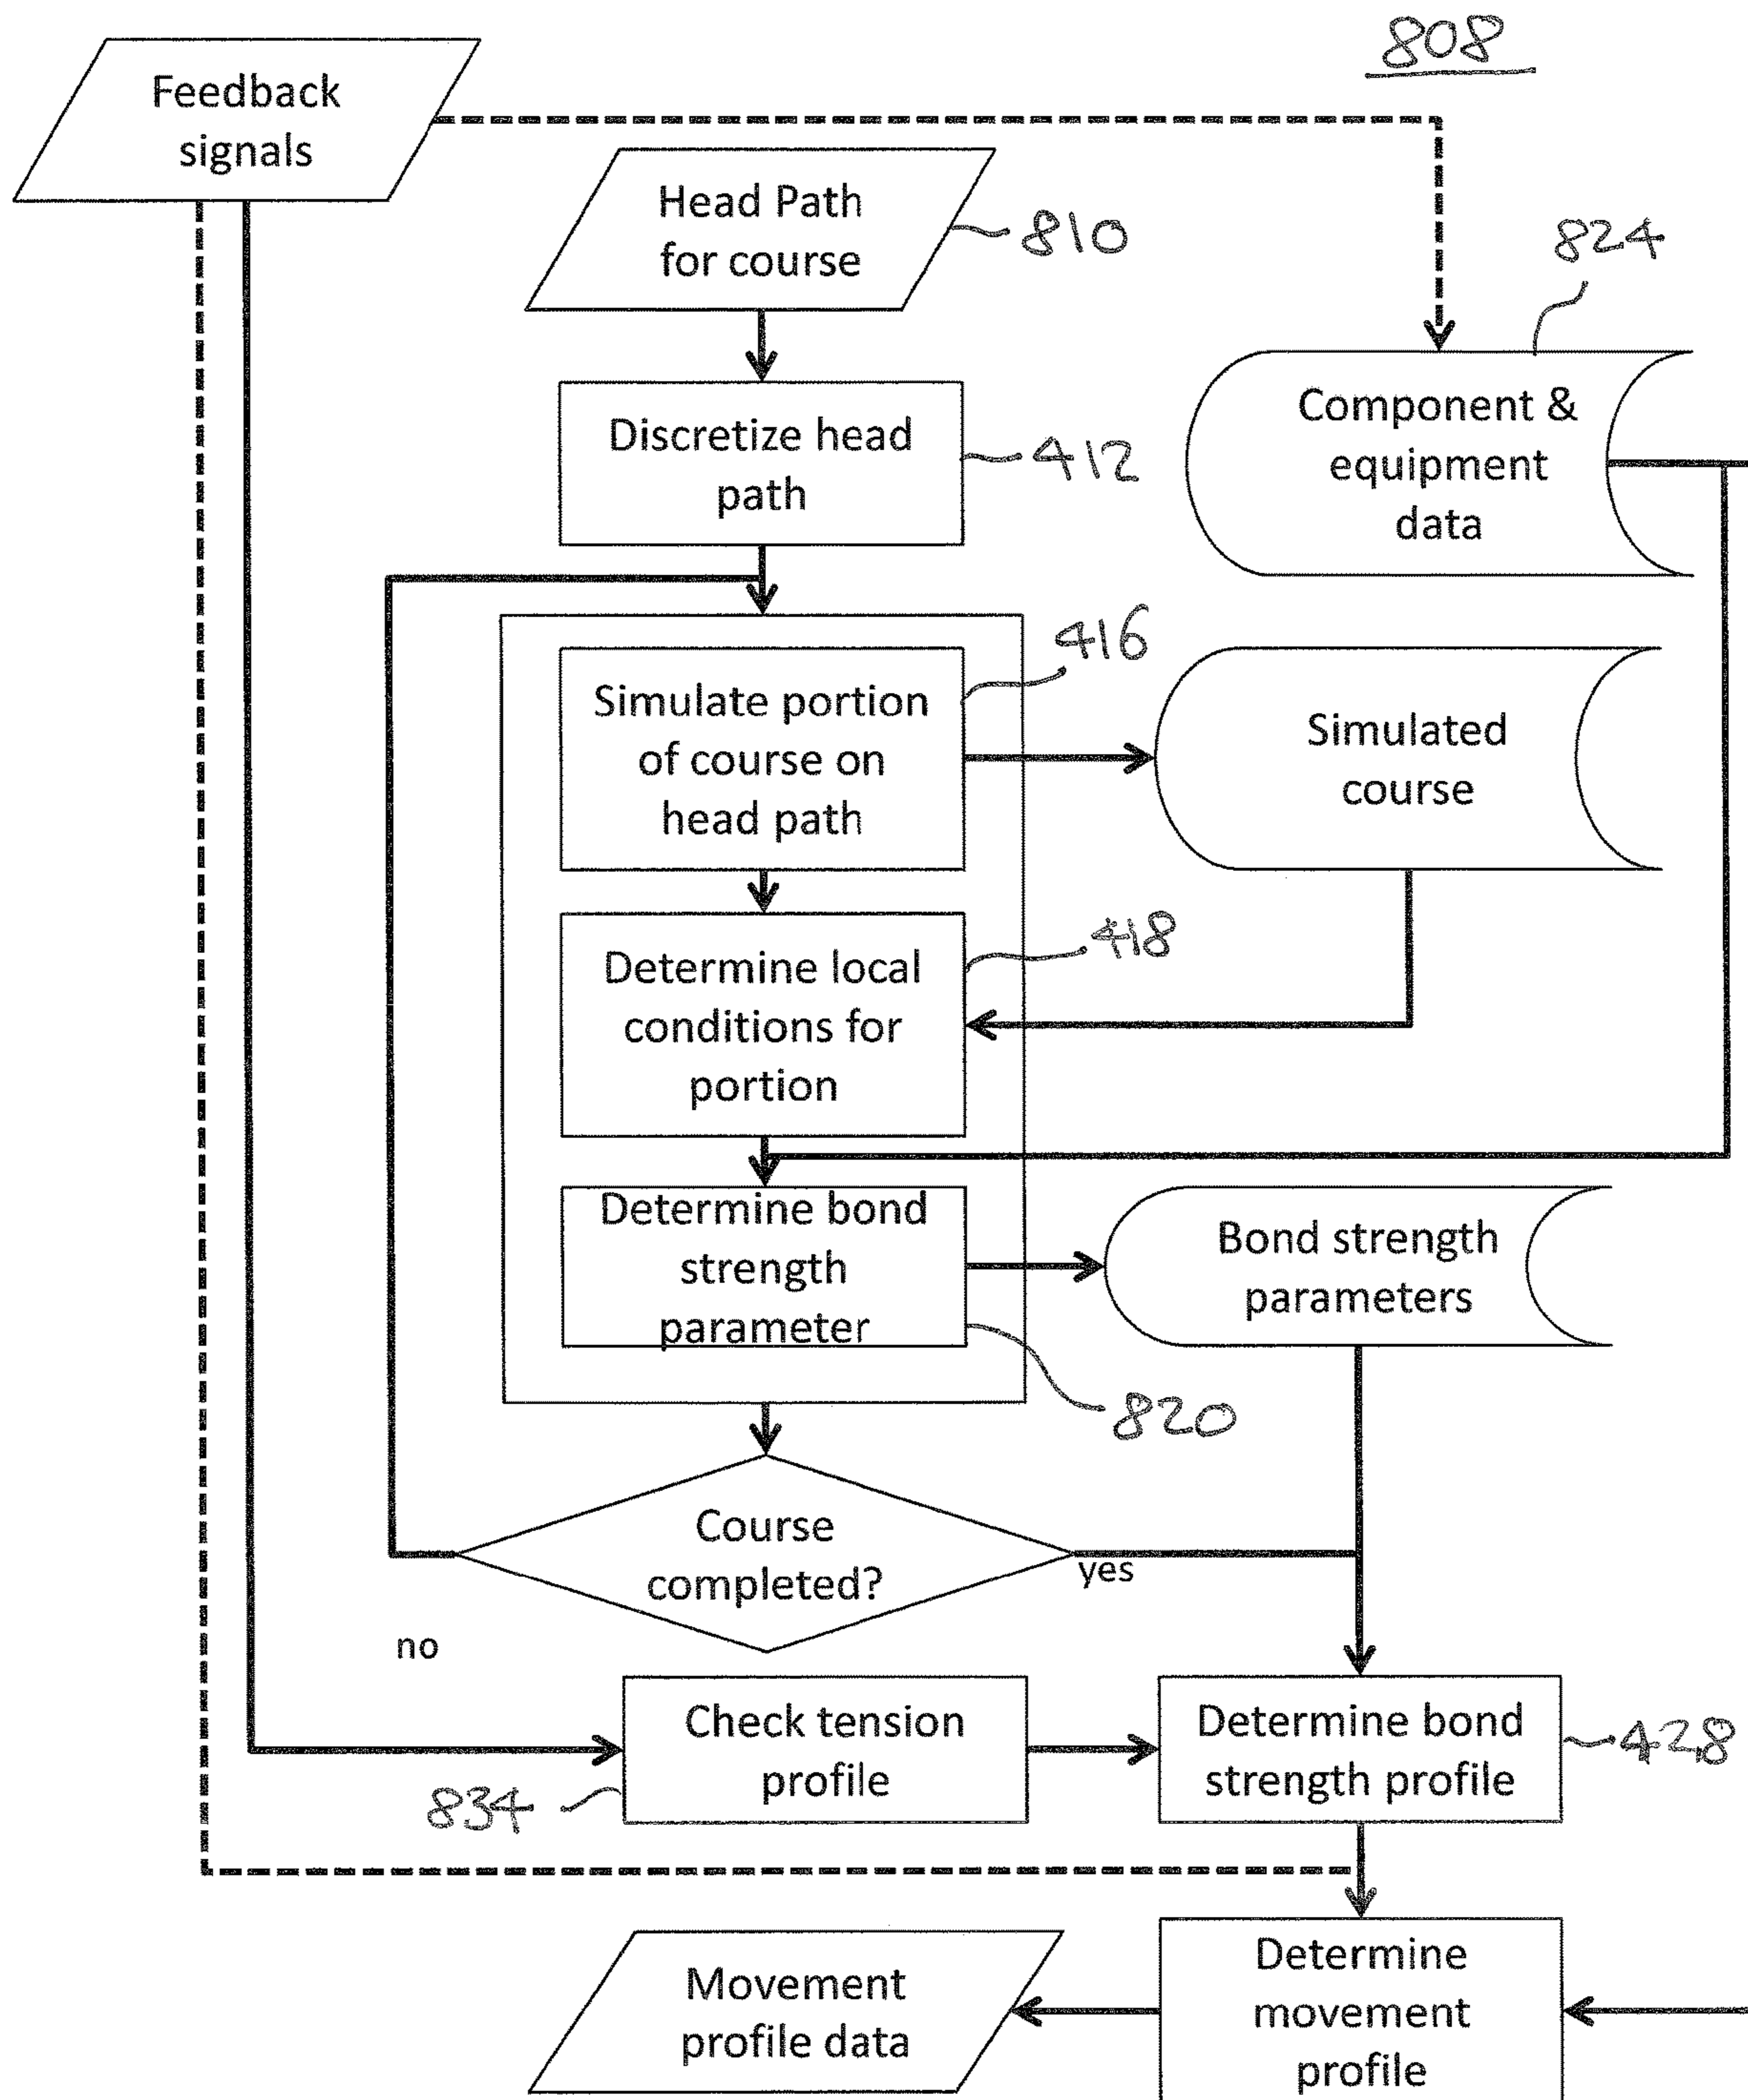 808
Feedback
signals
Head Path
for course
810
824
Component &
equipment
data
Discretize head
path
412
416
Simulate portion
of course on
head path
Simulated
course
418
Determine local
conditions for
portion
Determine bond
strength
parameter
Bond strength
parameters
820
Course
completed?
yes
no
Check tension
profile
834
Determine bond
strength profile
428
Movement
profile data
Determine
movement
profile